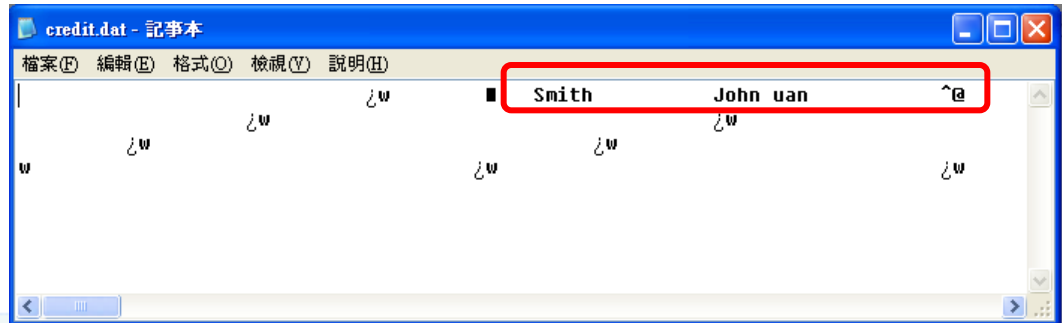 credit.dat - 記事本
檔案(F) 編輯(E) 格式(O) 檢視(V) 說明(H)
¿w ■ Smith John uan ^@
¿w ¿w
¿w ¿w
w ¿w ¿w